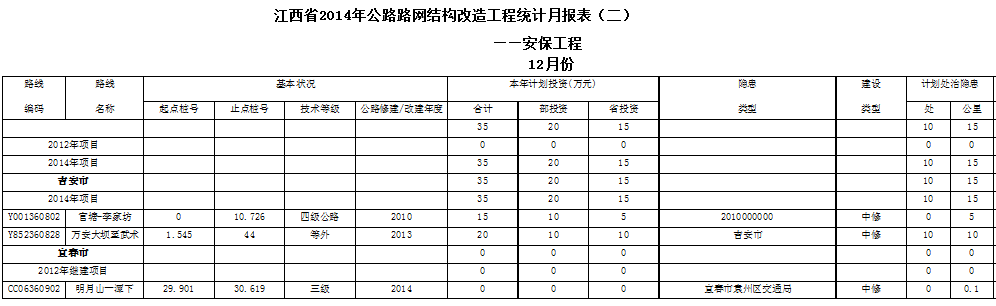 江西省2014年公路路网结构改造工程统计月报表（二）
——安保工程
12月份
路线 路线 基本状况 本年计划投资(万元) 隐患 建设 计划处治隐患
编码 名称 起点桩号 止点桩号 技术等级 公路修建/改建年度 合计 部投资 省投资 类型 类型 处 公里
35 20 15 10 15
2012年项目 0 0 0 0 0
2014年项目 35 20 15 10 15
吉安市 35 20 15 10 15
2014年项目 35 20 15 10 15
Y001360802 官塘-李家坊 0 10.726 四级公路 2010 15 10 5 2010000000 中修 0 5
Y852360828 万安大坝至武术 1.545 44 等外 2013 20 10 10 吉安市 中修 10 10
宜春市 0 0 0 0 0
2012年继建项目 0 0 0 0 0
CC06360902 明月山一潭下 29.901 30.619 三级 2014 0 0 0 宜春市袁州区交通局 中修 0 0.1